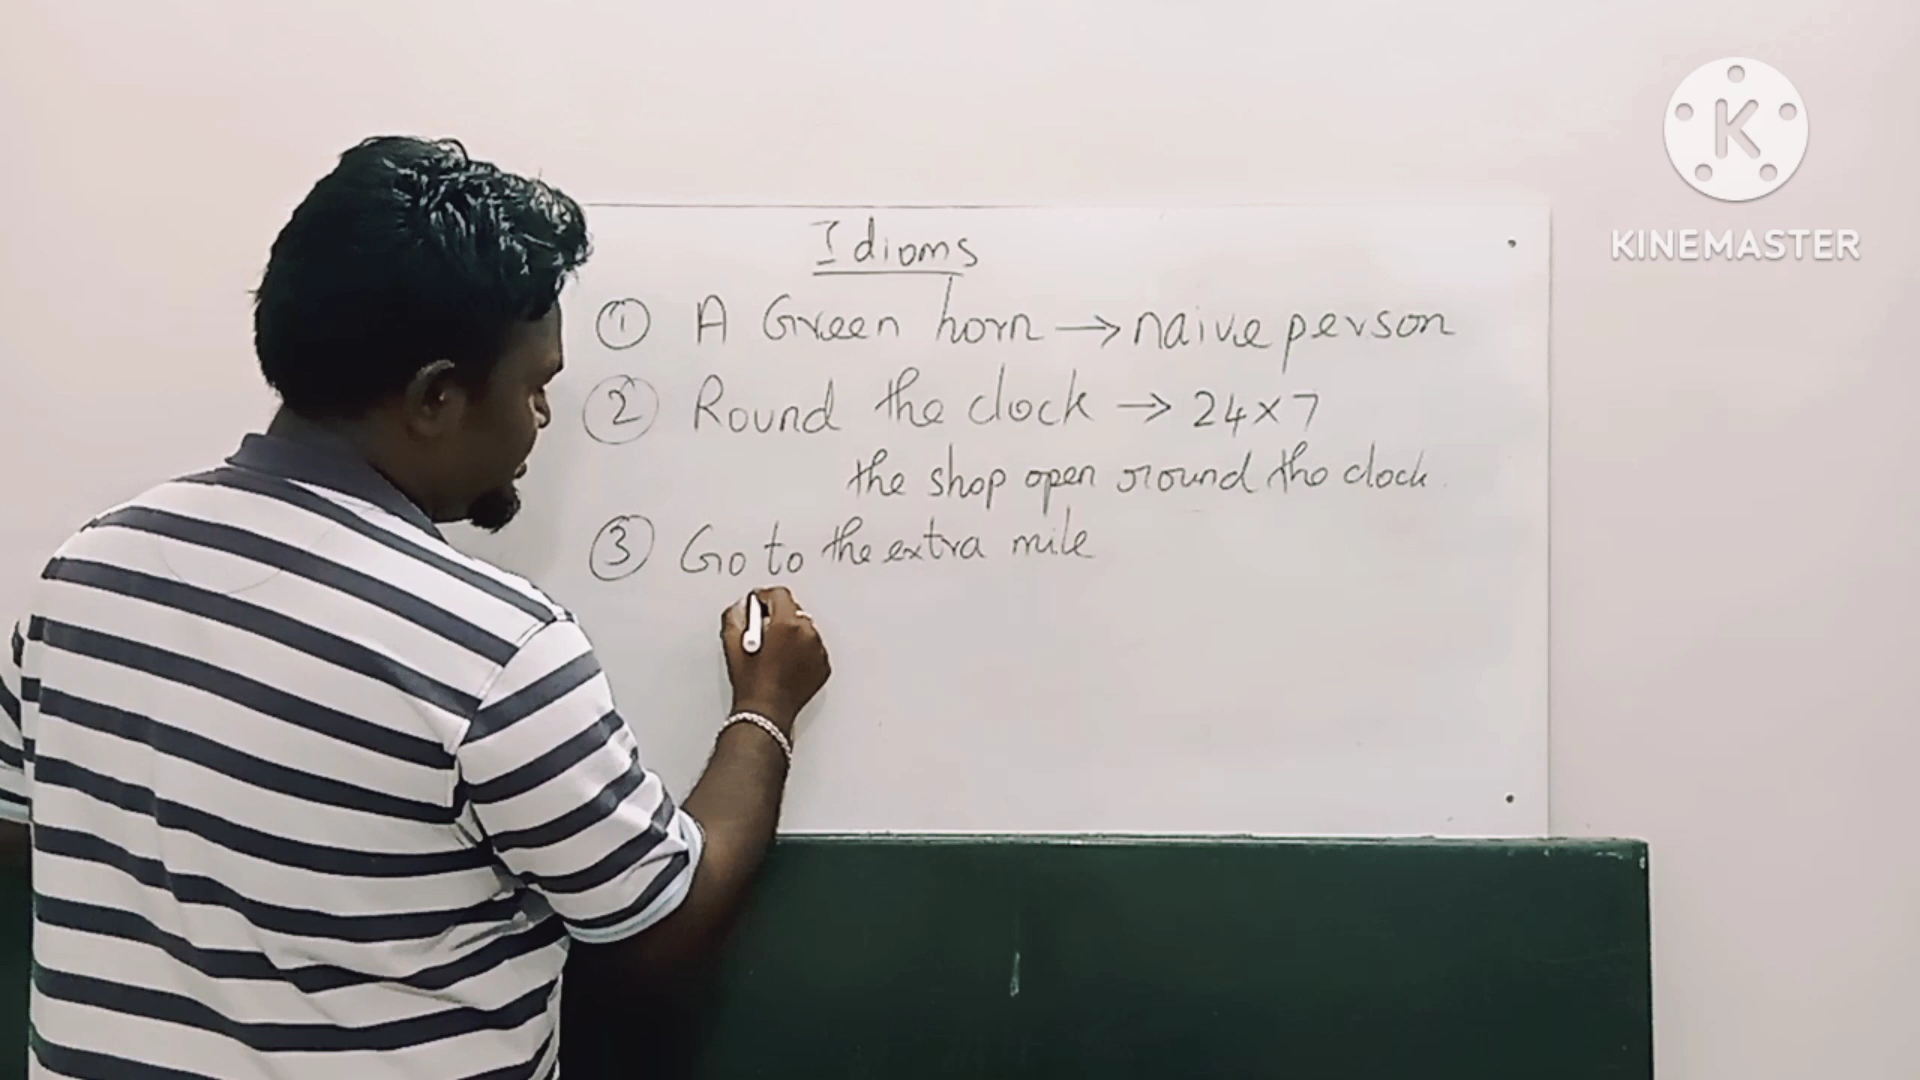 Idioms
① A Green horn → naive person
② Round the clock → 24×7
the shop open round the clock.
③ Go to the extra mile
K
KINEMASTER